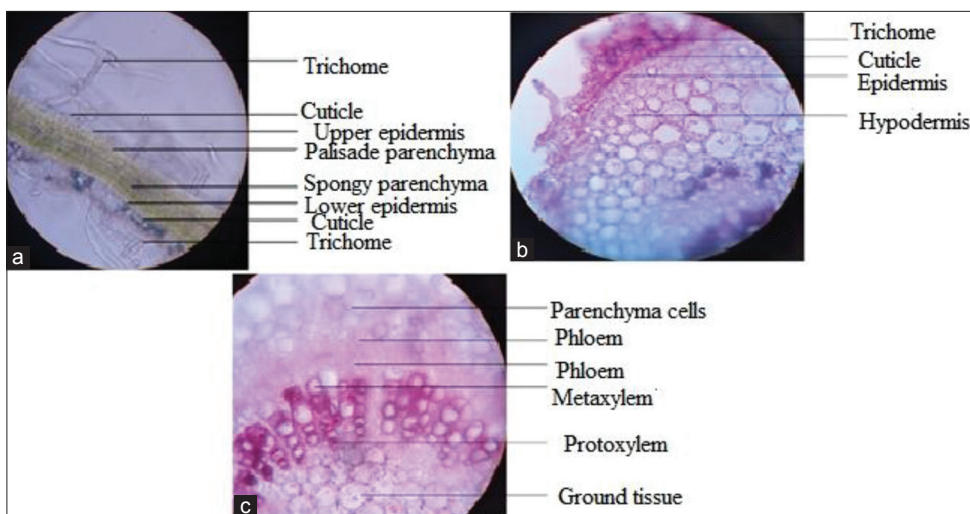 Trichome
Cuticle
Upper epidermis
Palisade parenchyma
Spongy parenchyma
Lower epidermis
Cuticle
Trichome
a
Trichome
Cuticle
Epidermis
Hypodermis
b
Parenchyma cells
Phloem
Phloem
Metaxylem
Protoxylem
Ground tissue
c